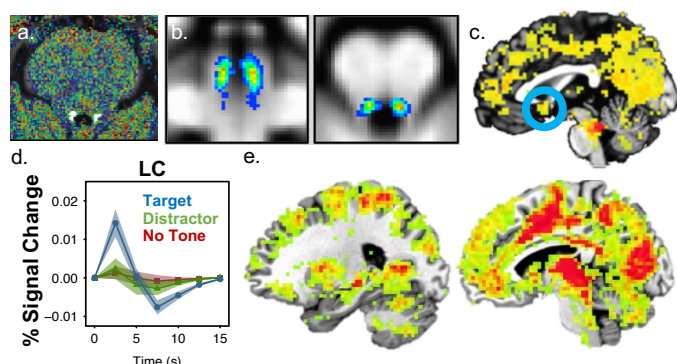 a.
b.
c.
d.
e.
LC
% Signal Change
0.02
0.01
0.00
−0.01
Target
Distractor
No Tone
0
5
10
15
Time (s)